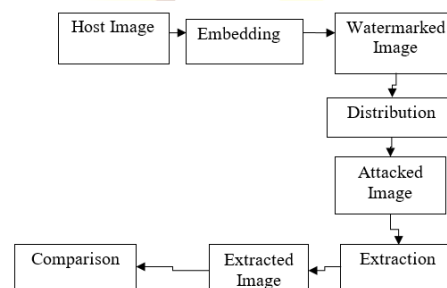 Host Image
Embedding
Watermarked
Image
Distribution
Attacked
Image
Extraction
Extracted
Image
Comparison